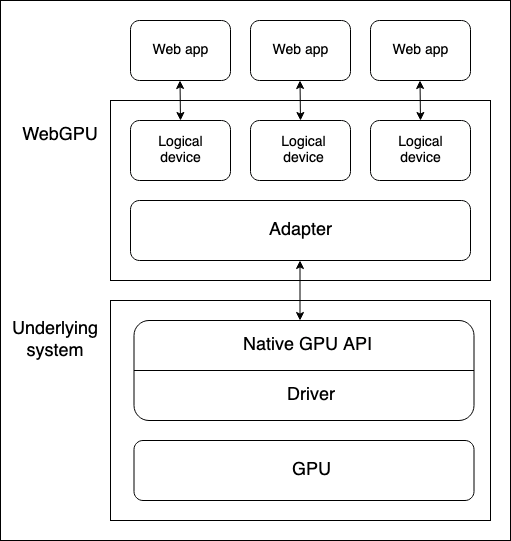 Web app
Web app
Web app
WebGPU
Logical
device
Logical
device
Logical
device
Adapter
Underlying
system
Native GPU API
Driver
GPU